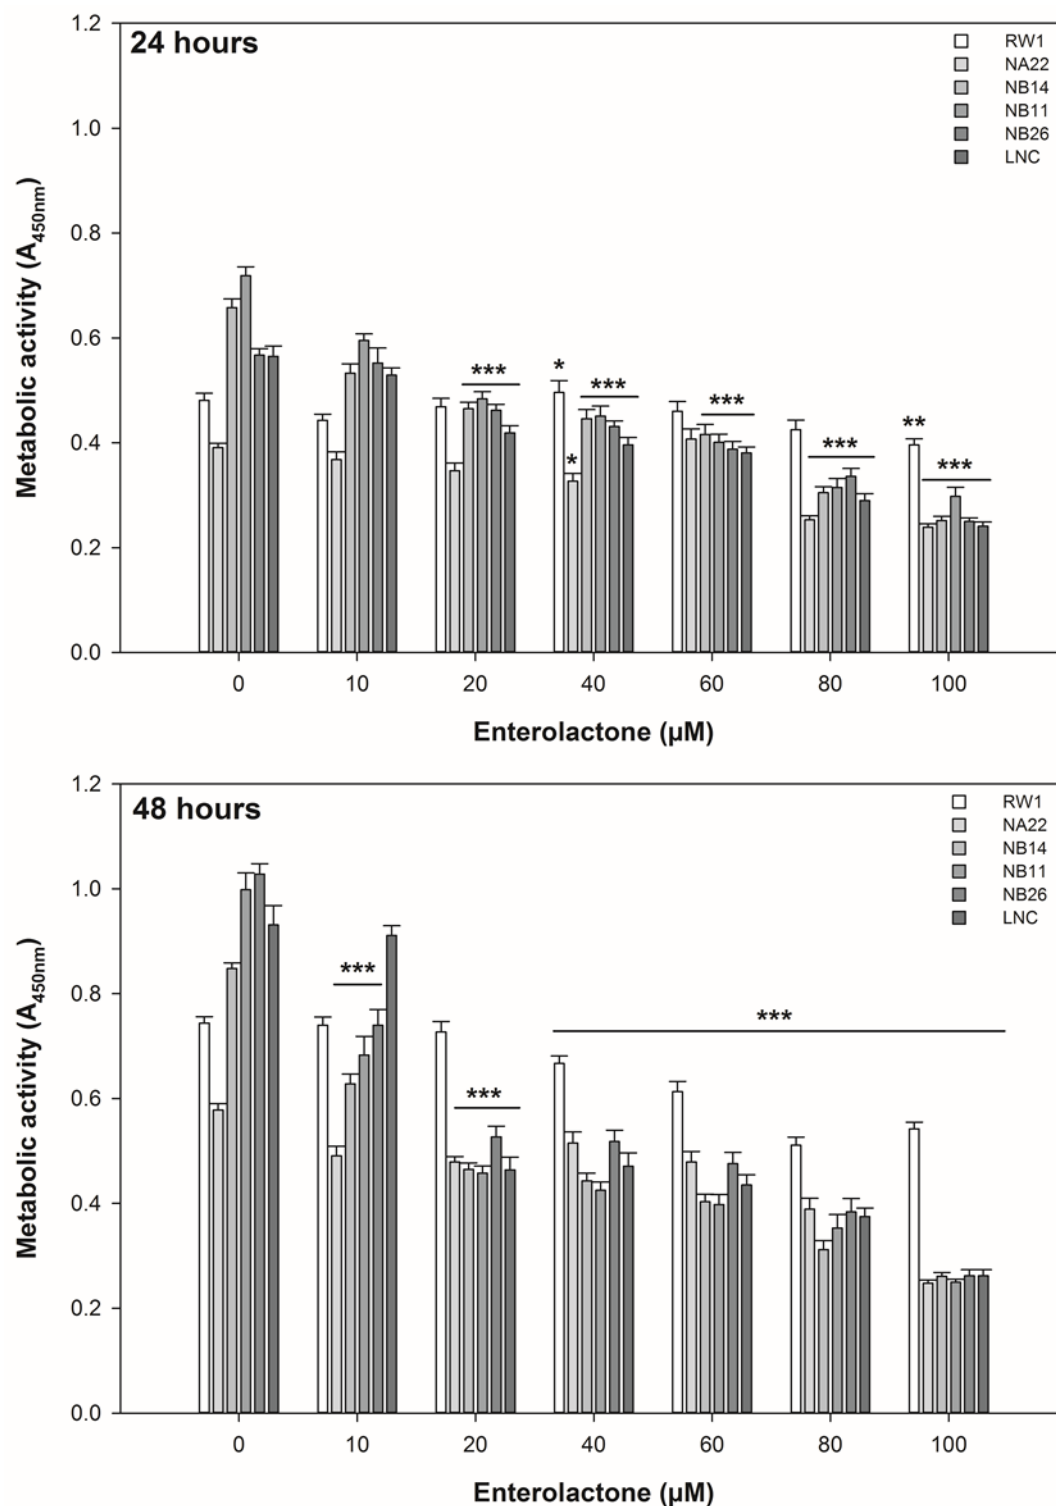 24 hours
RW1
NA22
NB14
NB11
NB26
LNC
Metabolic activity (A450nm)
1.2
1.0
0.8
0.6
0.4
0.2
0.0
***
*
*
***
***
***
**
***
0 10 20 40 60 80 100
Enterolactone (µM)
48 hours
RW1
NA22
NB14
NB11
NB26
LNC
Metabolic activity (A450nm)
1.2
1.0
0.8
0.6
0.4
0.2
0.0
***
***
***
0 10 20 40 60 80 100
Enterolactone (µM)